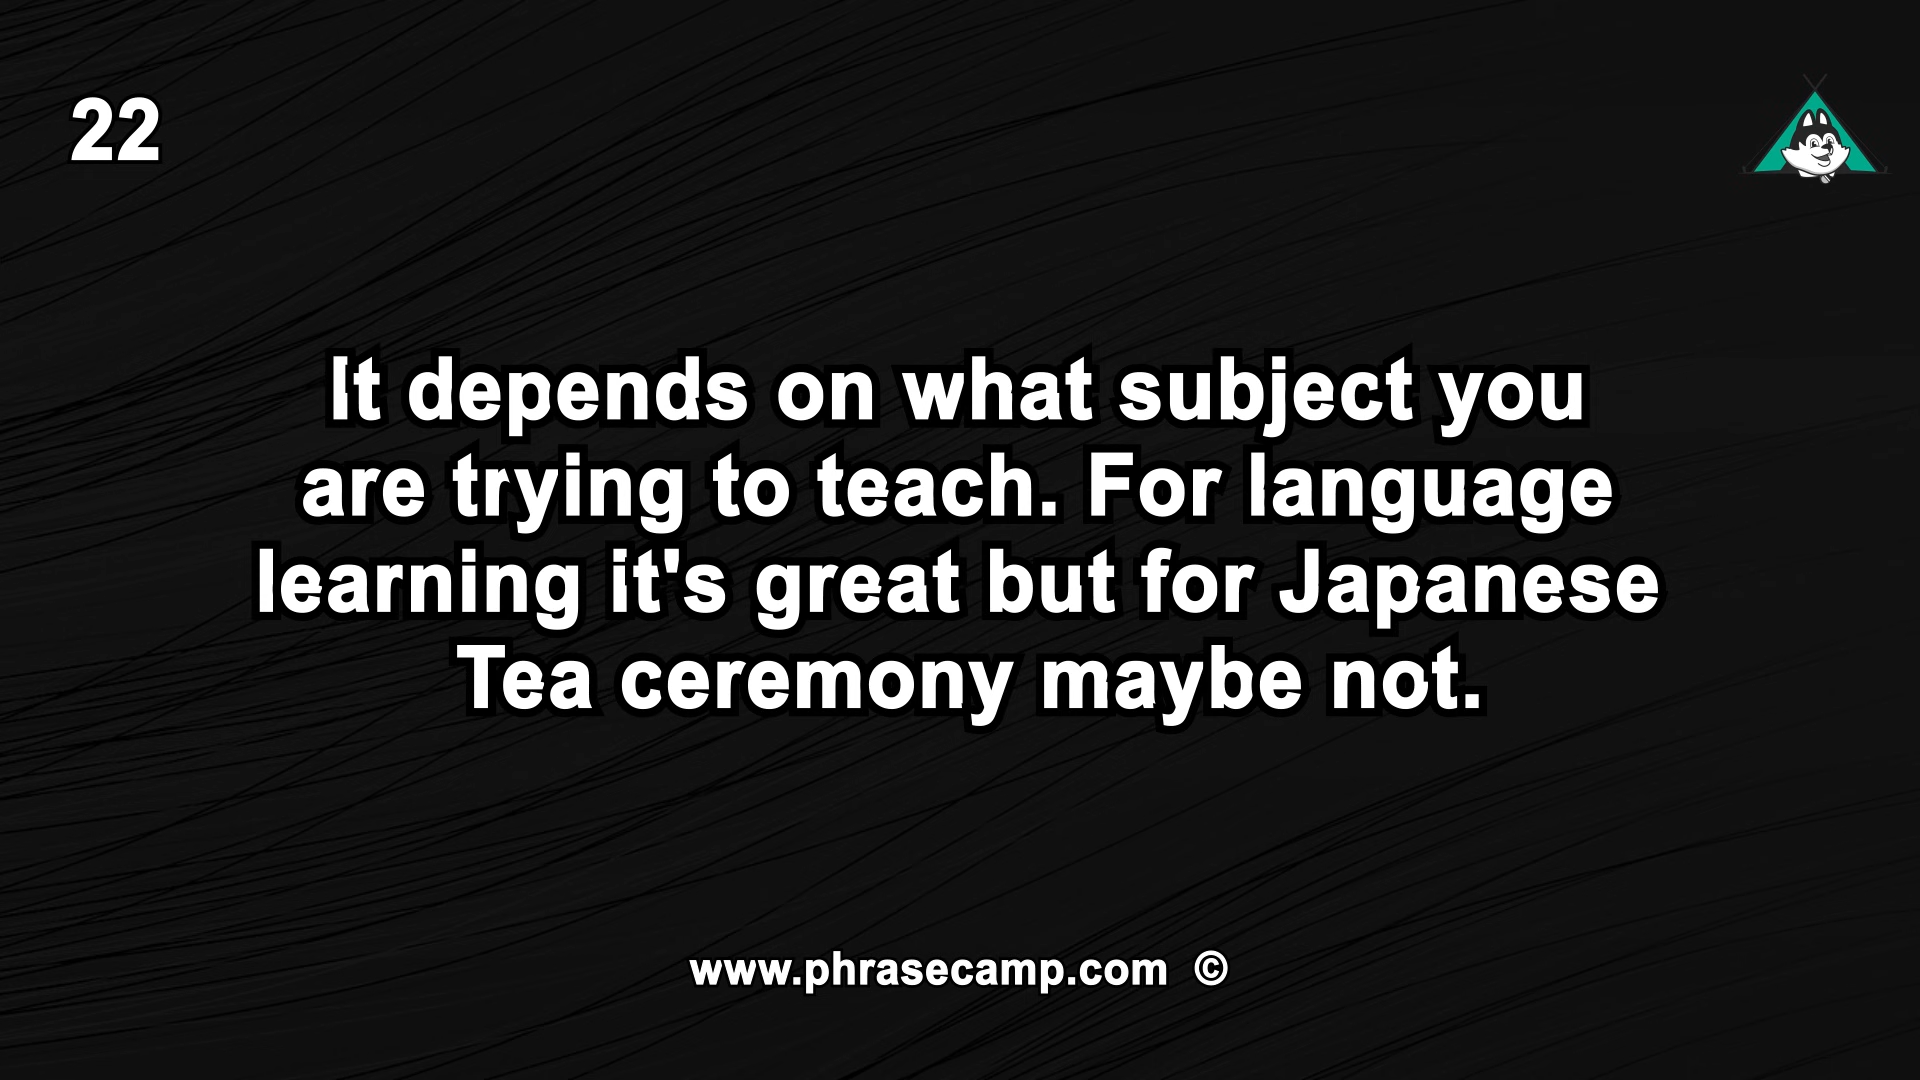 22
It depends on what subject you
are trying to teach. For language
learning it's great but for Japanese
Tea ceremony maybe not.
www.phrasecamp.com ©